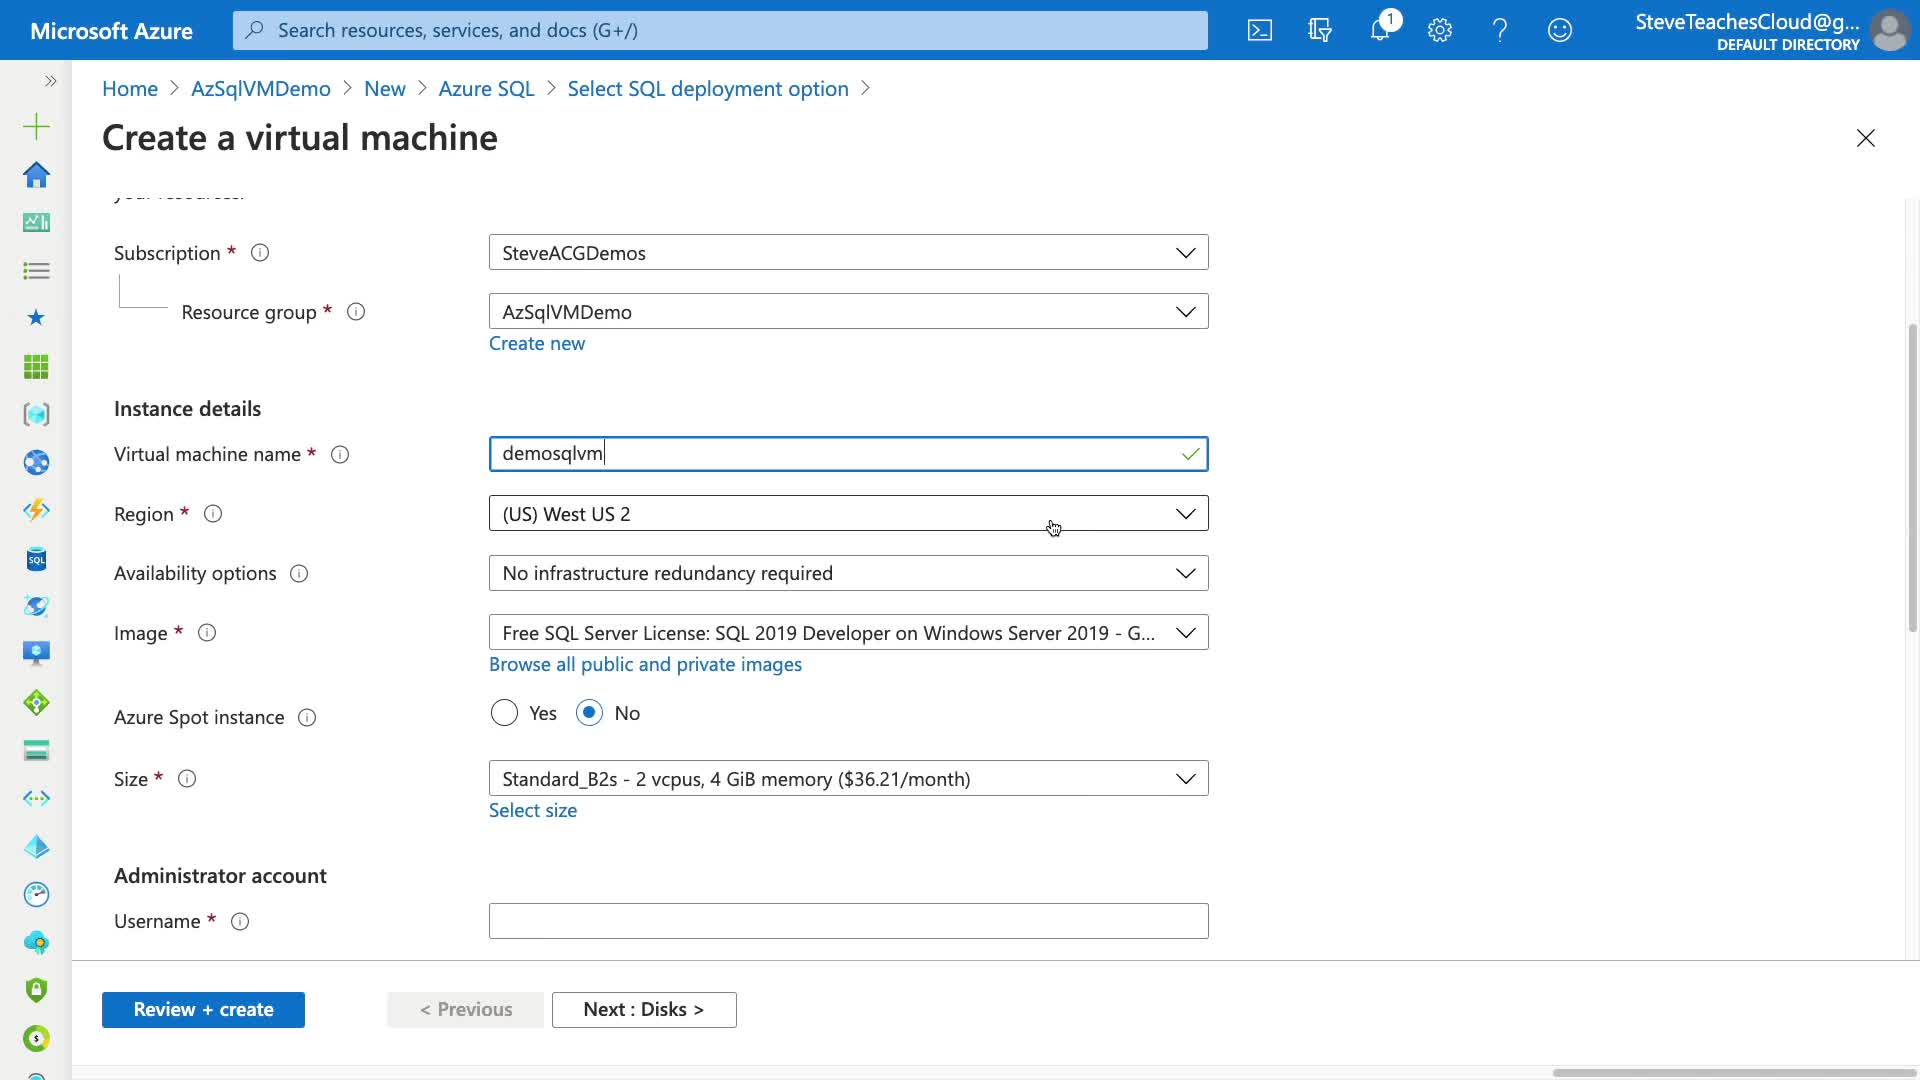 Microsoft Azure
Search resources, services, and docs (G+/)
1
SteveTeachesCloud@g...
DEFAULT DIRECTORY
Home > AzSqlVMDemo > New > Azure SQL > Select SQL deployment option >
Create a virtual machine
your resources.
Subscription *
SteveACGDemos
Resource group *
AzSqlVMDemo
Create new
Instance details
Virtual machine name *
demosqlvm
Region *
(US) West US 2
Availability options
No infrastructure redundancy required
Image *
Free SQL Server License: SQL 2019 Developer on Windows Server 2019 - G...
Browse all public and private images
Azure Spot instance
Yes No
Size *
Standard_B2s - 2 vcpus, 4 GiB memory ($36.21/month)
Select size
Administrator account
Username *
Review + create
< Previous
Next : Disks >
SQL